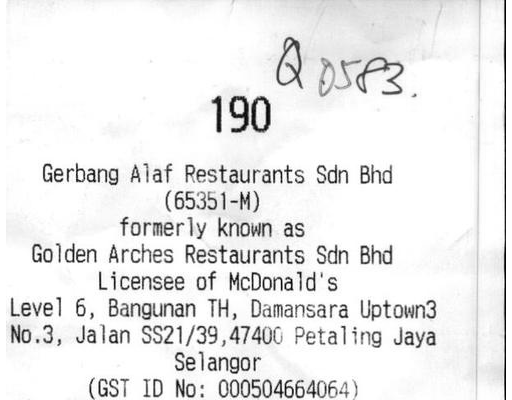 Q 0583.
190
Gerbang Alaf Restaurants Sdn Bhd
(65351-M)
formerly known as
Golden Arches Restaurants Sdn Bhd
Licensee of McDonald's
Level 6, Bangunan TH, Damansara Uptown3
No.3, Jalan SS21/39,47400 Petaling Jaya
Selangor
(GST ID No: 000504664064)